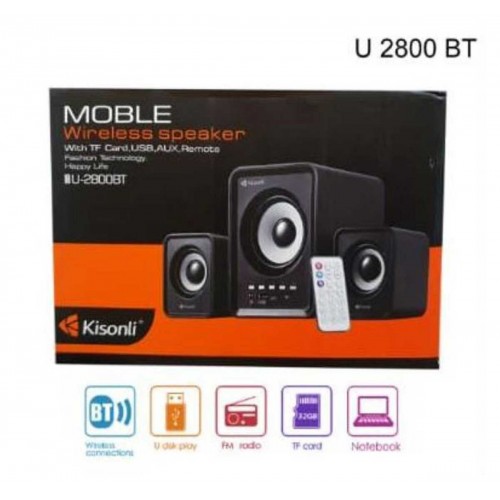 U 2800 BT
MOBLE
Wireless speaker
With TF Card,USB,AUX,Remote
Fashion Technology
Happy Life
U-2800BT
Kisonli
BT
32GB
Wireless connections
U disk play
FM radio
TF card
Notebook